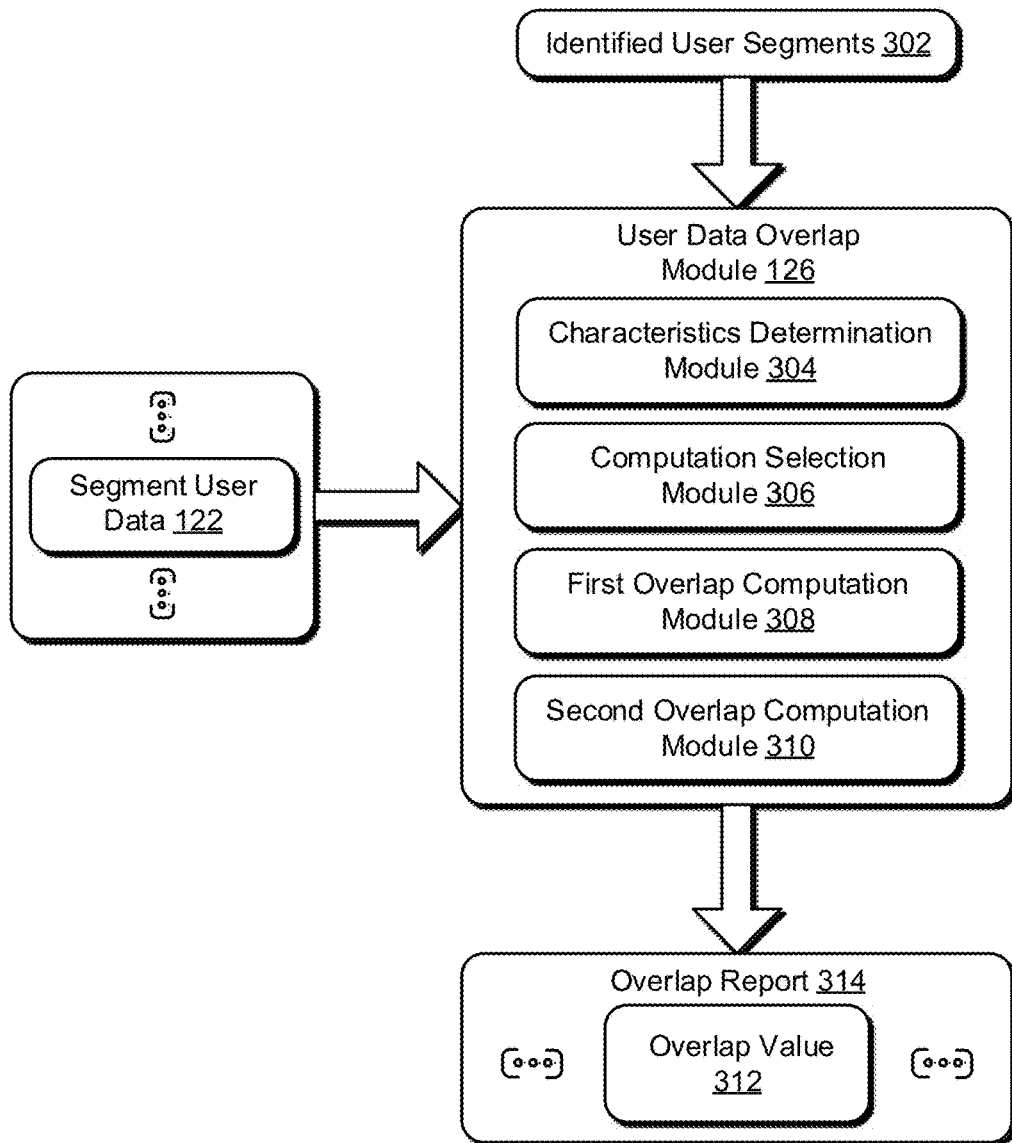 Identified User Segments 302
User Data Overlap
Module 126
Characteristics Determination
Module 304
Computation Selection
Module 306
First Overlap Computation
Module 308
Second Overlap Computation
Module 310
Segment User
Data 122
Overlap Report 314
Overlap Value
312